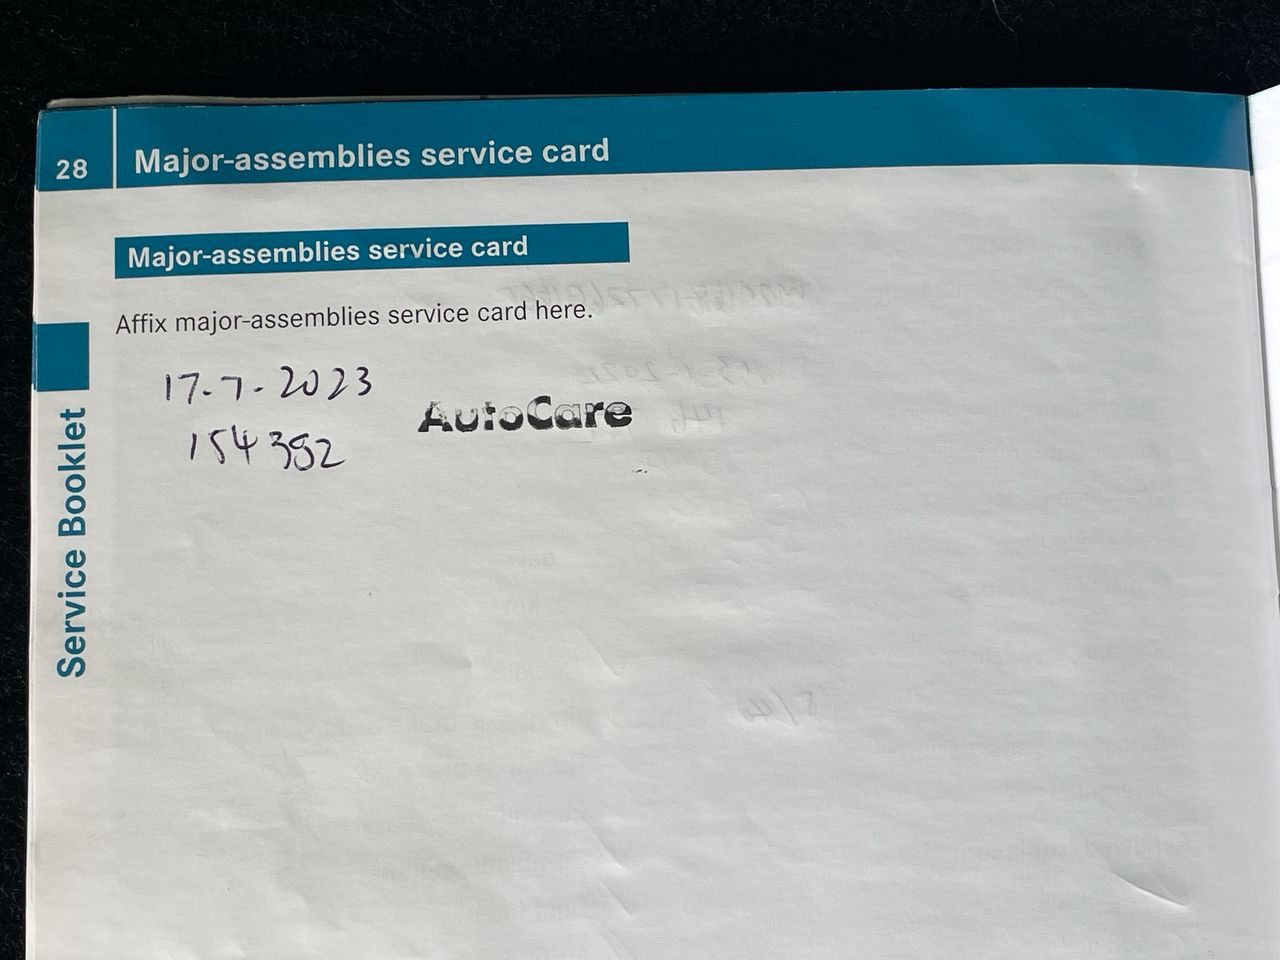 28 Major-assemblies service card
Major-assemblies service card
Affix major-assemblies service card here.
17-7-2023
AutoCare
154392
Service Booklet